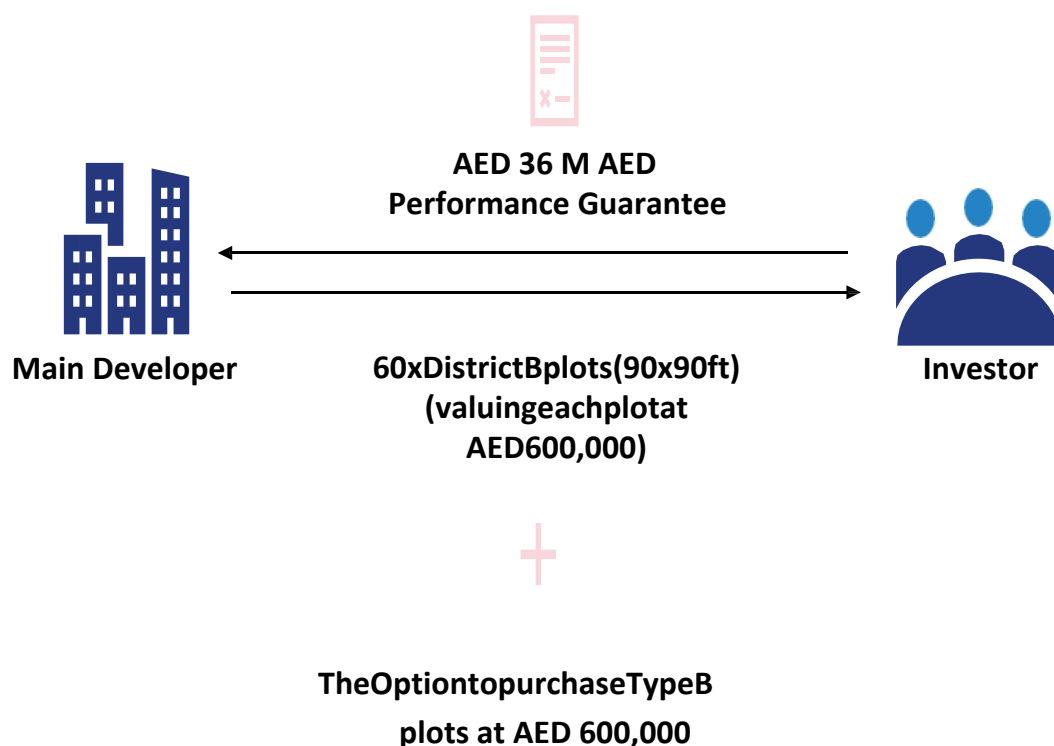 AED 36 M AED
Performance Guarantee
Main Developer
60xDistrictBplots(90x90ft)
(valuingeachplotat
AED600,000)
Investor
TheOptiontopurchaseTypeB
plots at AED 600,000